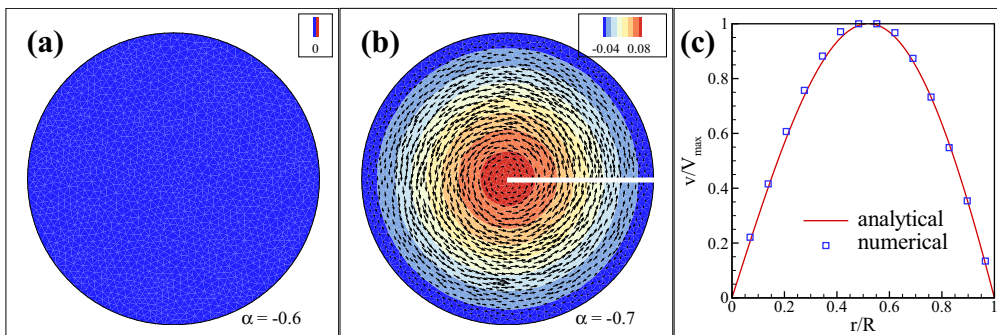 (a)
0
α = -0.6
(b)
-0.04 0.08
α = -0.7
(c)
v/Vmax
1
0.8
0.6
0.4
0.2
0
analytical
numerical
0 0.2 0.4 0.6 0.8 1
r/R